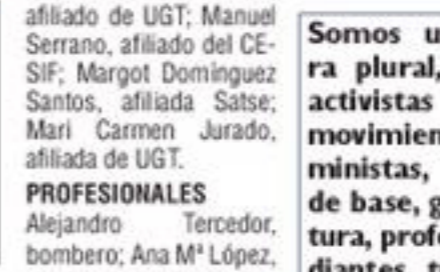 afiliado de UGT; Manuel
Serrano, afiliado del CE-
SIF; Margot Domínguez
Santos, afiliada Satse;
Mari Carmen Jurado,
afiliada de UGT.
PROFESIONALES
Alejandro Tercedor,
bombero; Ana Mª López,
Somos u
ra plural,
activistas
movimien
ministas,
de base, g
tura, profe
diantes, t